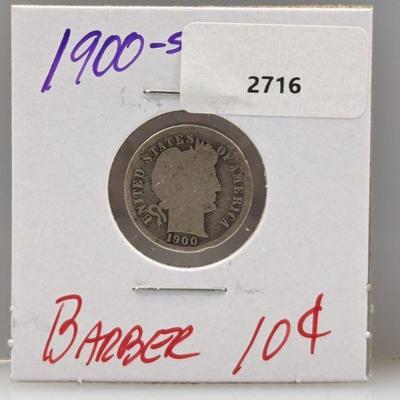 1900-S
2716
UNITED STATES OF AMERICA
1900
BARBER 10¢